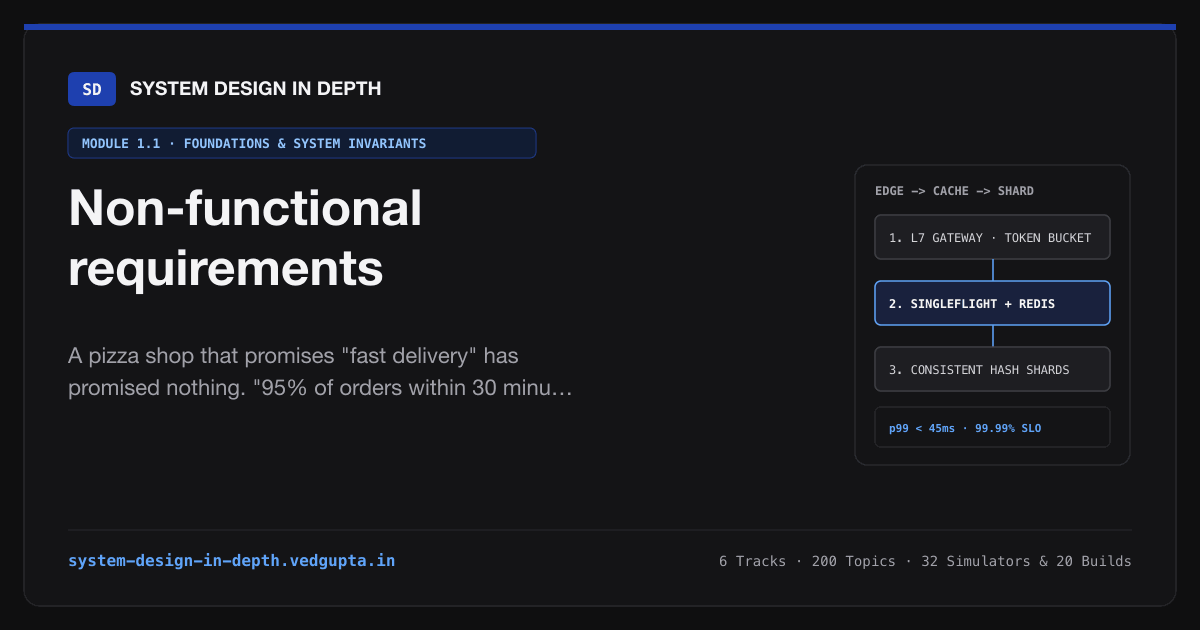 SD SYSTEM DESIGN IN DEPTH
MODULE 1.1 · FOUNDATIONS & SYSTEM INVARIANTS
Non-functional
requirements
A pizza shop that promises "fast delivery" has
promised nothing. "95% of orders within 30 minu...
EDGE -> CACHE -> SHARD
1. L7 GATEWAY · TOKEN BUCKET
2. SINGLEFLIGHT + REDIS
3. CONSISTENT HASH SHARDS
p99 < 45ms · 99.99% SLO
system-design-in-depth.vedgupta.in
6 Tracks · 200 Topics · 32 Simulators & 20 Builds